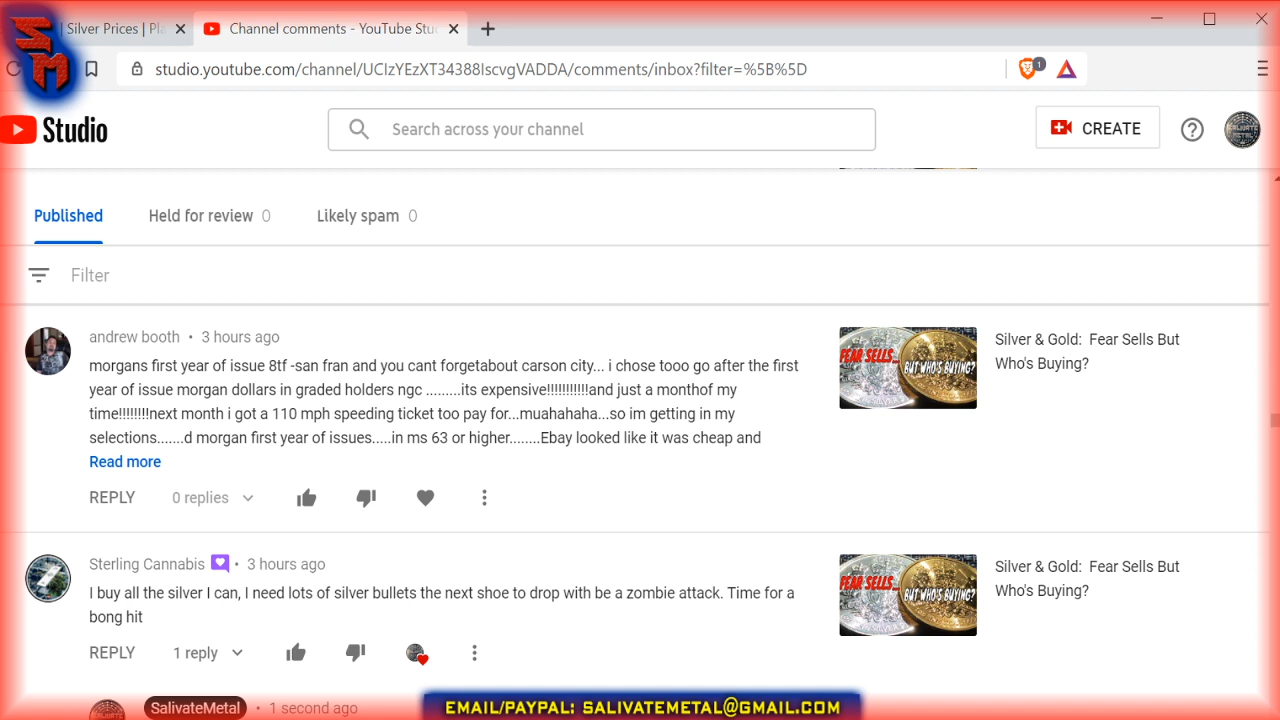 SM
| Silver Prices | Pla
Channel comments - YouTube Stu
studio.youtube.com/channel/UClzYEzXT34388IscvgVADDA/comments/inbox?filter=%5B%5D
1
Studio
Search across your channel
CREATE
SALIVATE METAL
Published
Held for review 0
Likely spam 0
Filter
andrew booth • 3 hours ago
morgans first year of issue 8tf -san fran and you cant forgetabout carson city... i chose tooo go after the first
year of issue morgan dollars in graded holders ngc .........its expensive!!!!!!!!!!!and just a monthof my
time!!!!!!!!next month i got a 110 mph speeding ticket too pay for...muahahaha...so im getting in my
selections.......d morgan first year of issues.....in ms 63 or higher........Ebay looked like it was cheap and
Read more
REPLY
0 replies
FEAR SELLS...
BUT WHO'S BUYING?
Silver & Gold: Fear Sells But
Who's Buying?
Sterling Cannabis • 3 hours ago
I buy all the silver I can, I need lots of silver bullets the next shoe to drop with be a zombie attack. Time for a
bong hit
REPLY
1 reply
FEAR SELLS...
BUT WHO'S BUYING?
Silver & Gold: Fear Sells But
Who's Buying?
SalivateMetal • 1 second ago
EMAIL/PAYPAL: SALIVATEMETAL@GMAIL.COM